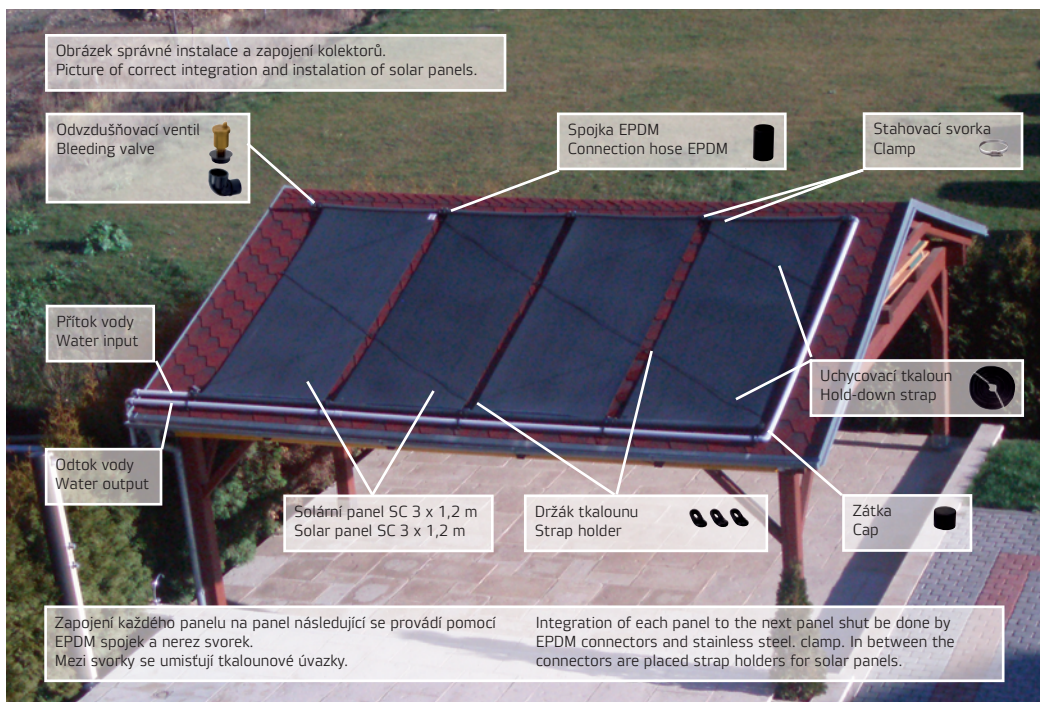 Obrázek správné instalace a zapojení kolektorů.
Picture of correct integration and instalation of solar panels.
Odvzdušňovací ventil
Bleeding valve
Spojka EPDM
Connection hose EPDM
Stahovací svorka
Clamp
Přítok vody
Water input
Uchycovací tkaloun
Hold-down strap
Odtok vody
Water output
Solární panel SC 3 x 1,2 m
Solar panel SC 3 x 1,2 m
Držák tkalounu
Strap holder
Zátka
Cap
Zapojení každého panelu na panel následující se provádí pomocí
EPDM spojek a nerez svorek.
Mezi svorky se umisťují tkalounové úvazky.
Integration of each panel to the next panel shut be done by
EPDM connectors and stainless steel. clamp. In between the
connectors are placed strap holders for solar panels.